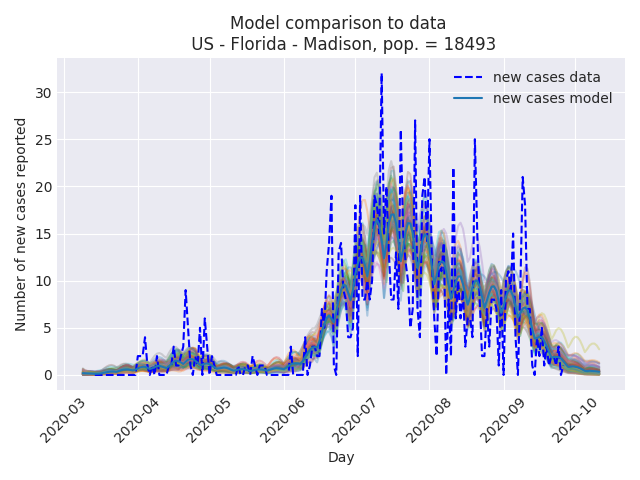 Model comparison to data
US - Florida - Madison, pop. = 18493
new cases data
new cases model
Number of new cases reported
30
25
20
15
10
5
0
2020-03
2020-04
2020-05
2020-06
2020-07
2020-08
2020-09
2020-10
Day